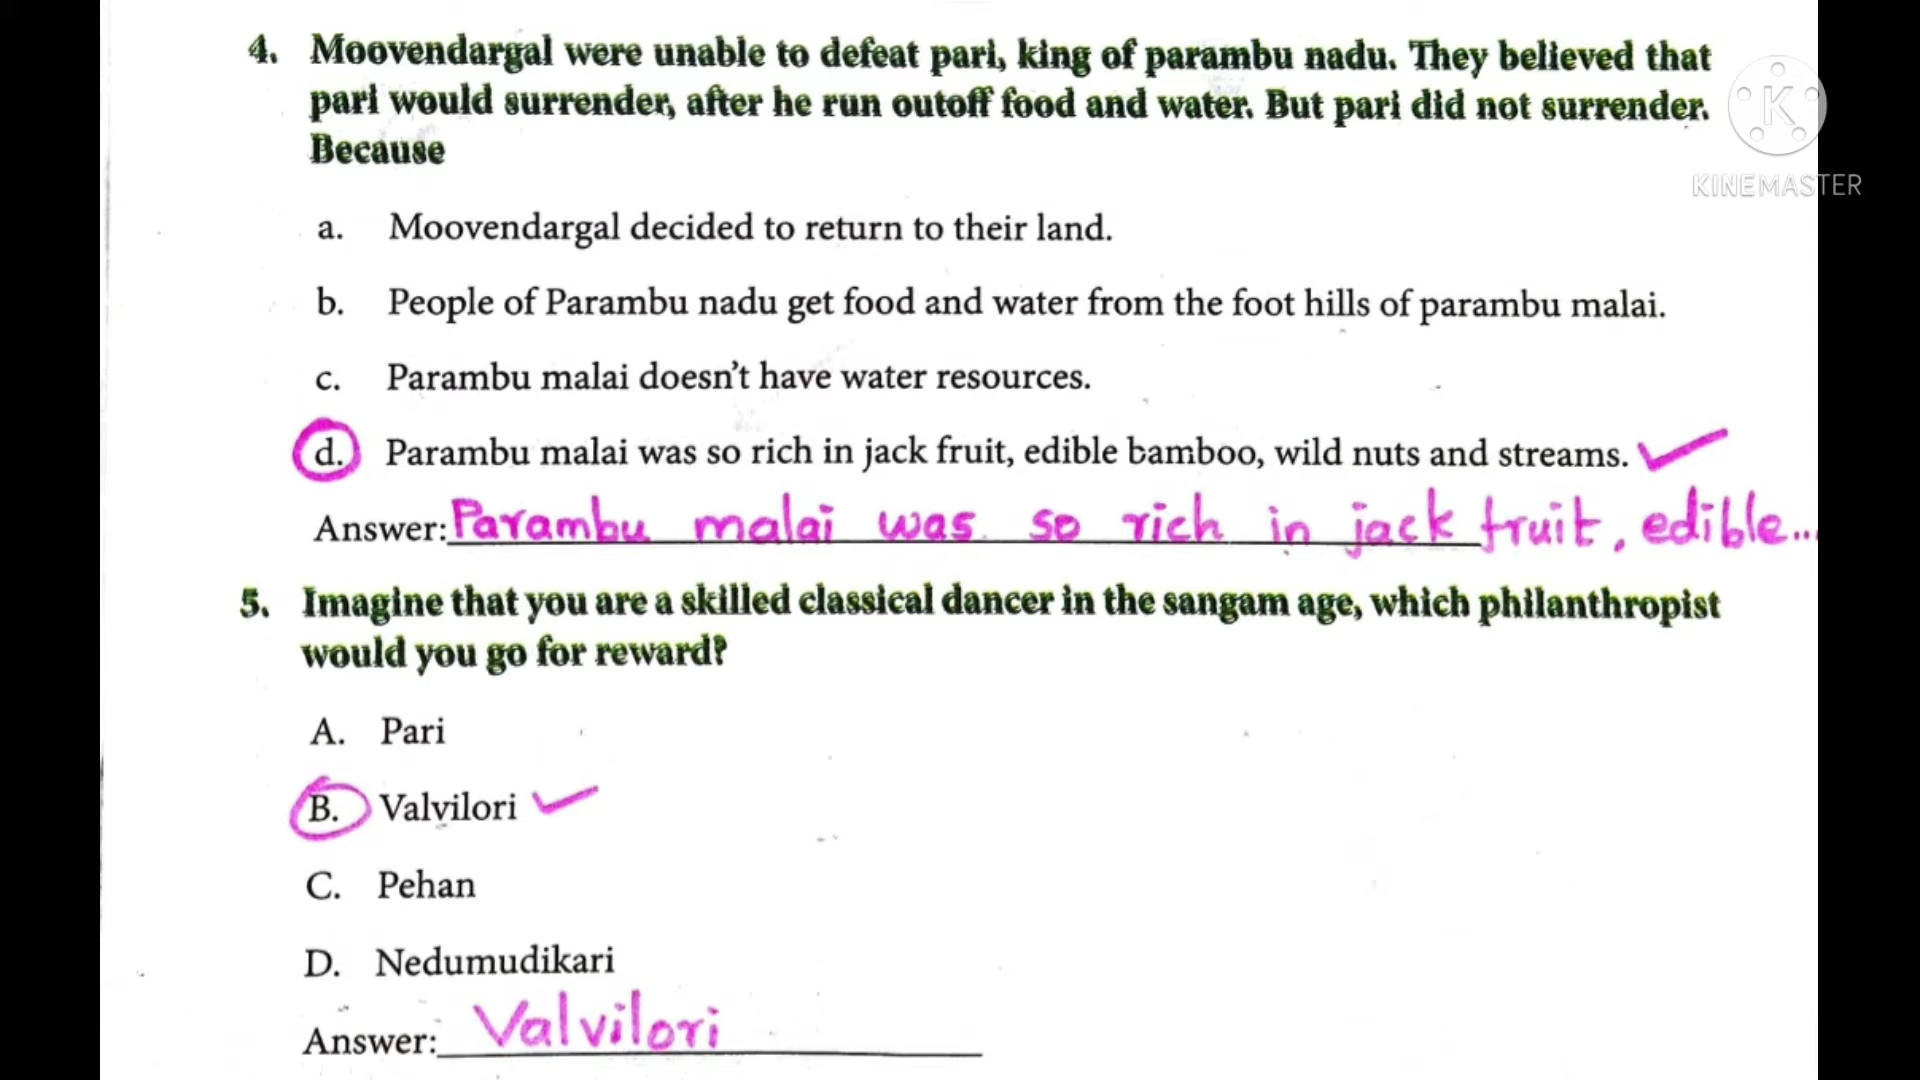 4. Moovendargal were unable to defeat pari, king of parambu nadu. They believed that
pari would surrender, after he run outoff food and water. But pari did not surrender.
Because
K
KINEMASTER
a. Moovendargal decided to return to their land.
b. People of Parambu nadu get food and water from the foot hills of parambu malai.
c. Parambu malai doesn't have water resources.
d. Parambu malai was so rich in jack fruit, edible bamboo, wild nuts and streams.
Answer: Parambu malai was so rich in jack fruit, edible...
5. Imagine that you are a skilled classical dancer in the sangam age, which philanthropist
would you go for reward?
A. Pari
B. Valvilori
C. Pehan
D. Nedumudikari
Answer: Valvilori